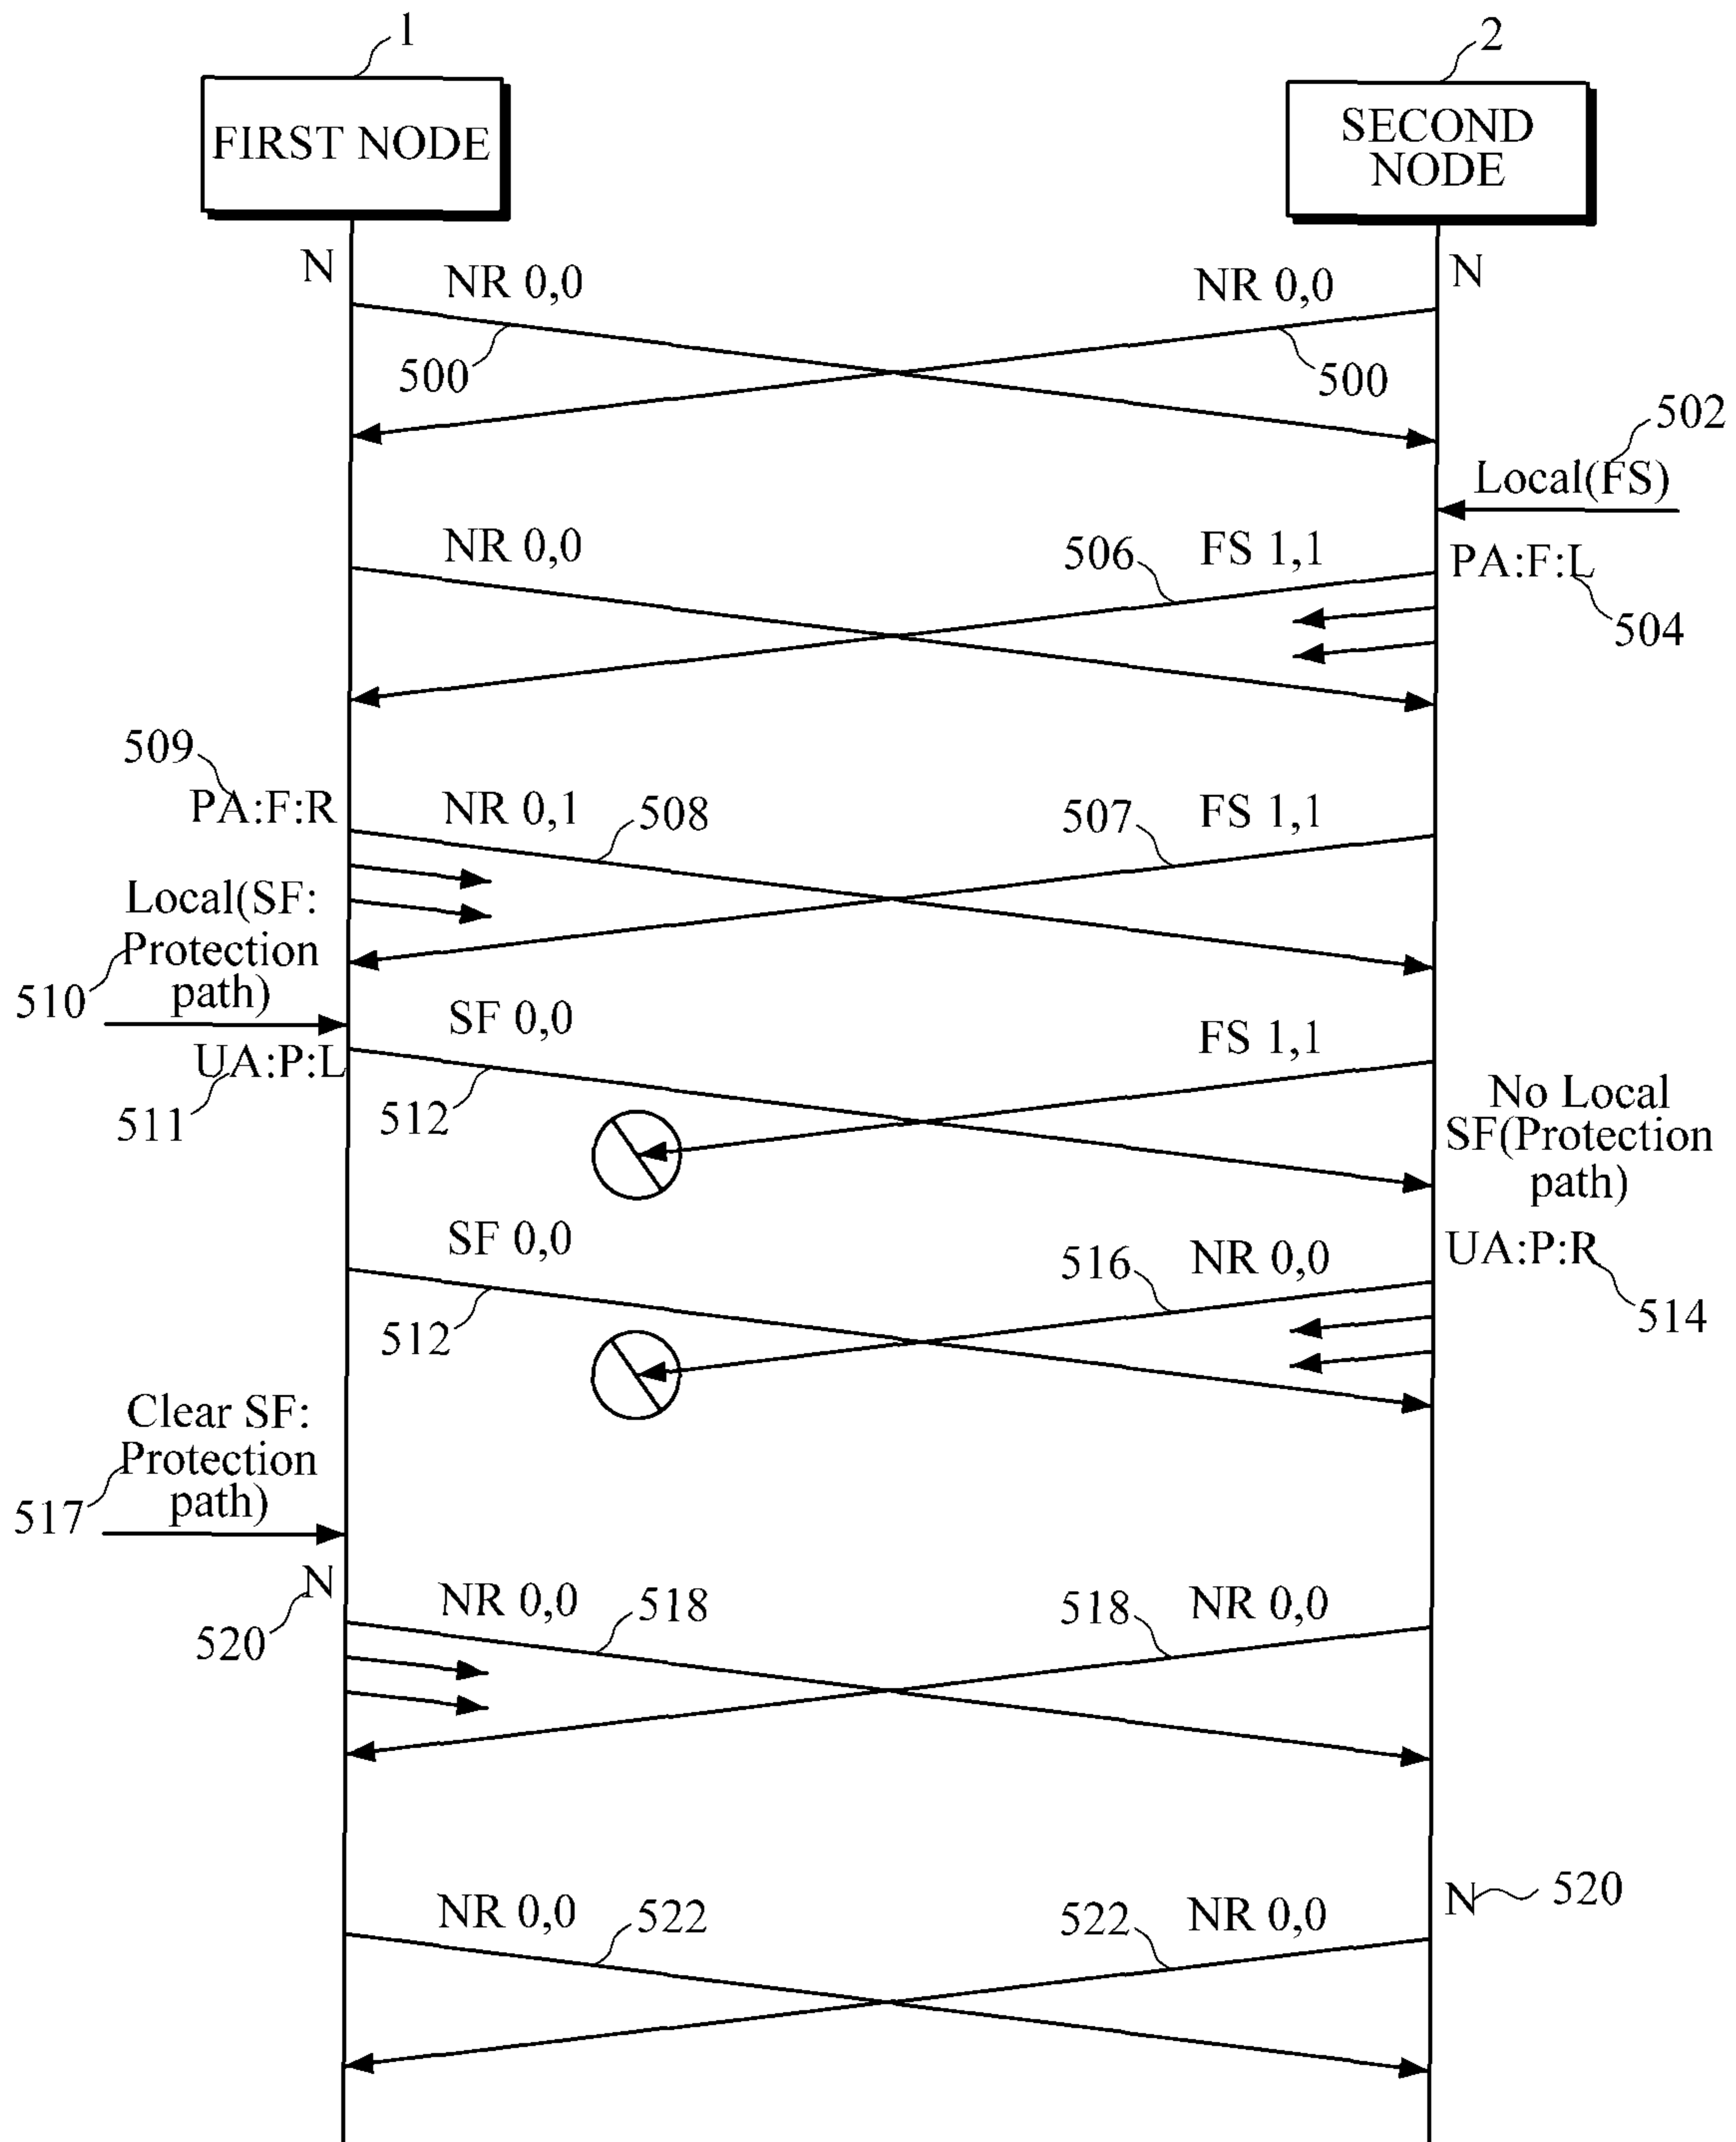 1
2
FIRST NODE
SECOND
NODE
N
NR 0,0
NR 0,0
N
500
500
502
Local(FS)
NR 0,0
506
FS 1,1
PA:F:L
504
509
PA:F:R
NR 0,1
508
507
FS 1,1
Local(SF:
Protection
path)
510
SF 0,0
FS 1,1
UA:P:L
511
512
No Local
SF(Protection
path)
SF 0,0
516
NR 0,0
UA:P:R
514
512
Clear SF:
Protection
path)
517
N
520
NR 0,0
518
518
NR 0,0
N
520
NR 0,0
522
522
NR 0,0